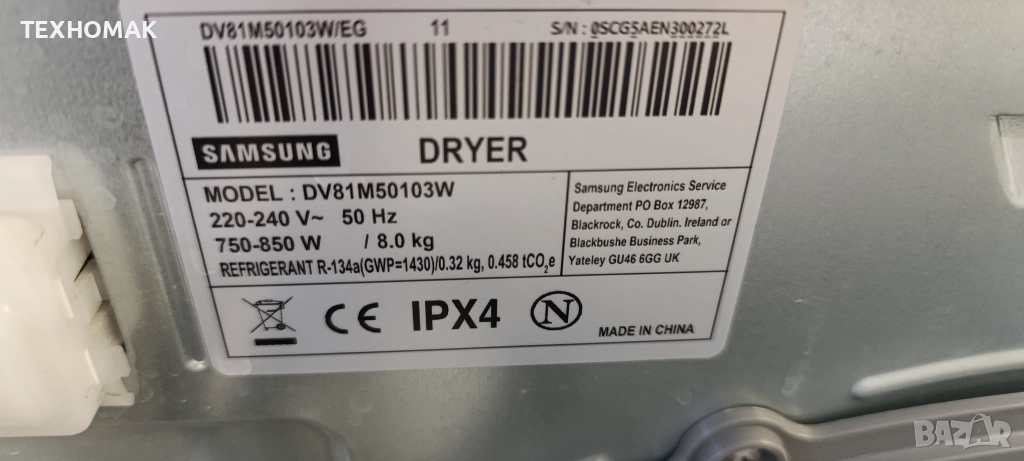 ТЕХНОМАК
DV81M50103W/EG 11 S/N : 0SCG5AEN300272L
SAMSUNG DRYER
MODEL : DV81M50103W
220-240 V~ 50 Hz
750-850 W / 8.0 kg
REFRIGERANT R-134a(GWP=1430)/0.32 kg, 0.458 tCO₂e
Samsung Electronics Service
Department PO Box 12987,
Blackrock, Co. Dublin. Ireland or
Blackbushe Business Park,
Yateley GU46 6GG UK
CE IPX4 N
MADE IN CHINA
BAZAR